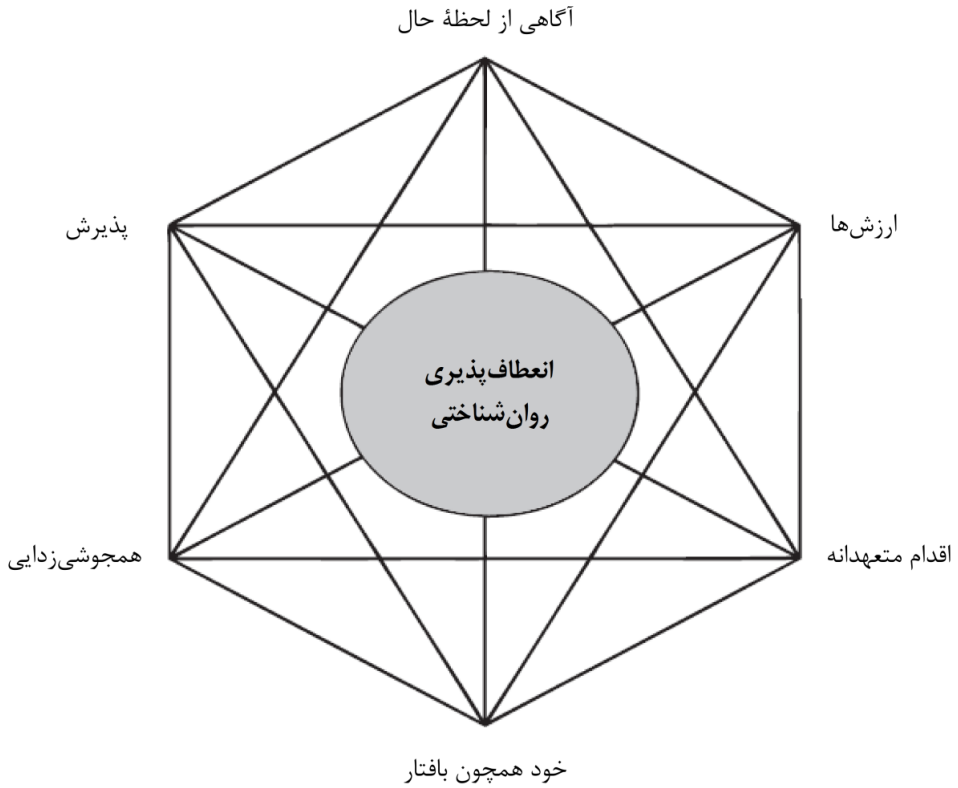 آگاهی از لحظهٔ حال
ارزش‌ها
پذیرش
انعطاف‌پذیری
روان‌شناختی
اقدام متعهدانه
همجوشی‌زدایی
خود همچون بافتار